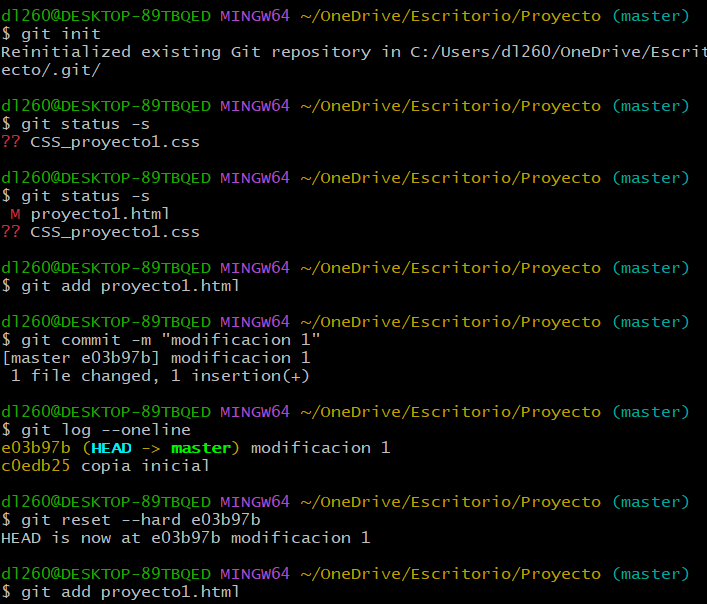 dl260@DESKTOP-89TBQED MINGW64 ~/OneDrive/Escritorio/Proyecto (master)
$ git init
Reinitialized existing Git repository in C:/Users/dl260/OneDrive/Escrit
ecto/.git/
dl260@DESKTOP-89TBQED MINGW64 ~/OneDrive/Escritorio/Proyecto (master)
$ git status -s
?? CSS_proyecto1.css
dl260@DESKTOP-89TBQED MINGW64 ~/OneDrive/Escritorio/Proyecto (master)
$ git status -s
 M proyecto1.html
?? CSS_proyecto1.css
dl260@DESKTOP-89TBQED MINGW64 ~/OneDrive/Escritorio/Proyecto (master)
$ git add proyecto1.html
dl260@DESKTOP-89TBQED MINGW64 ~/OneDrive/Escritorio/Proyecto (master)
$ git commit -m "modificacion 1"
[master e03b97b] modificacion 1
 1 file changed, 1 insertion(+)
dl260@DESKTOP-89TBQED MINGW64 ~/OneDrive/Escritorio/Proyecto (master)
$ git log --oneline
e03b97b (HEAD -> master) modificacion 1
c0edb25 copia inicial
dl260@DESKTOP-89TBQED MINGW64 ~/OneDrive/Escritorio/Proyecto (master)
$ git reset --hard e03b97b
HEAD is now at e03b97b modificacion 1
dl260@DESKTOP-89TBQED MINGW64 ~/OneDrive/Escritorio/Proyecto (master)
$ git add proyecto1.html